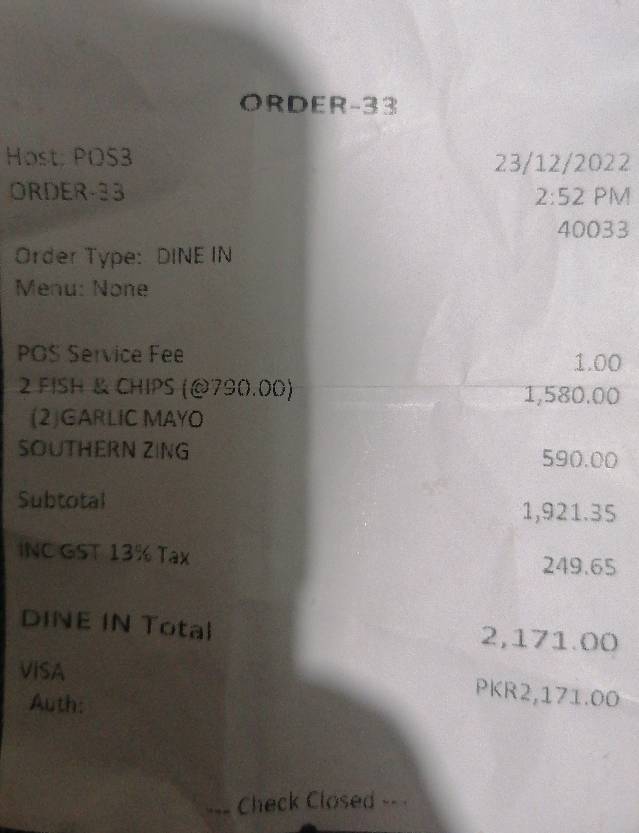 ORDER-33
Host: POS3 23/12/2022
ORDER-33 2:52 PM
40033
Order Type: DINE IN
Menu: None
POS Service Fee 1.00
2 FISH & CHIPS (@790.00) 1,580.00
(2)GARLIC MAYO
SOUTHERN ZING 590.00
Subtotal 1,921.35
INC GST 13% Tax 249.65
DINE IN Total 2,171.00
VISA PKR2,171.00
Auth:
--- Check Closed ---